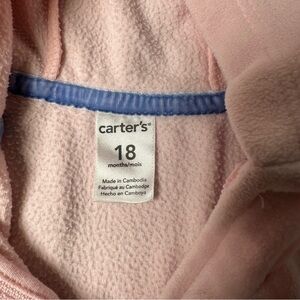 carter's®
18
months/mois
Made in Cambodia
Fabriqué au Cambodge
Hecho en Camboya